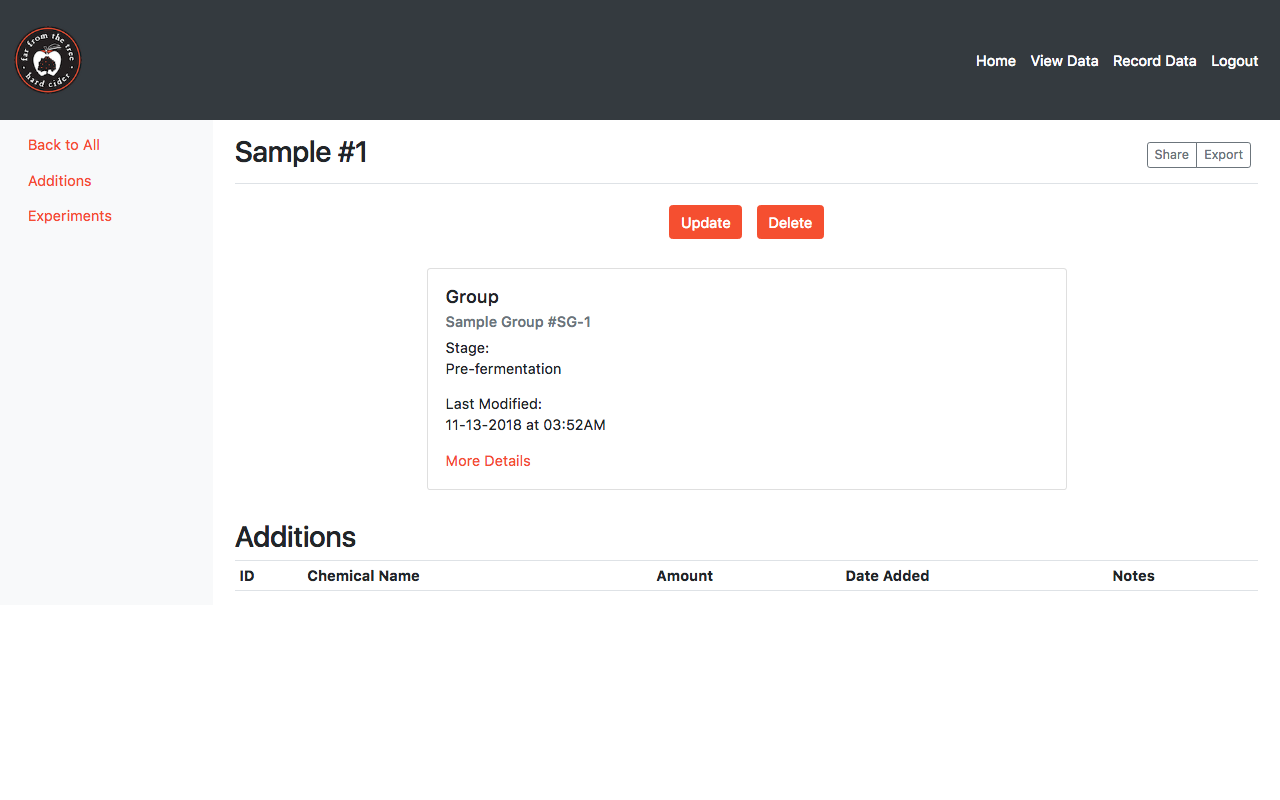 far from the tree
hard cider
Home View Data Record Data Logout
Back to All
Additions
Experiments
Sample #1
Share Export
Update Delete
Group
Sample Group #SG-1
Stage:
Pre-fermentation
Last Modified:
11-13-2018 at 03:52AM
More Details
Additions
ID Chemical Name Amount Date Added Notes